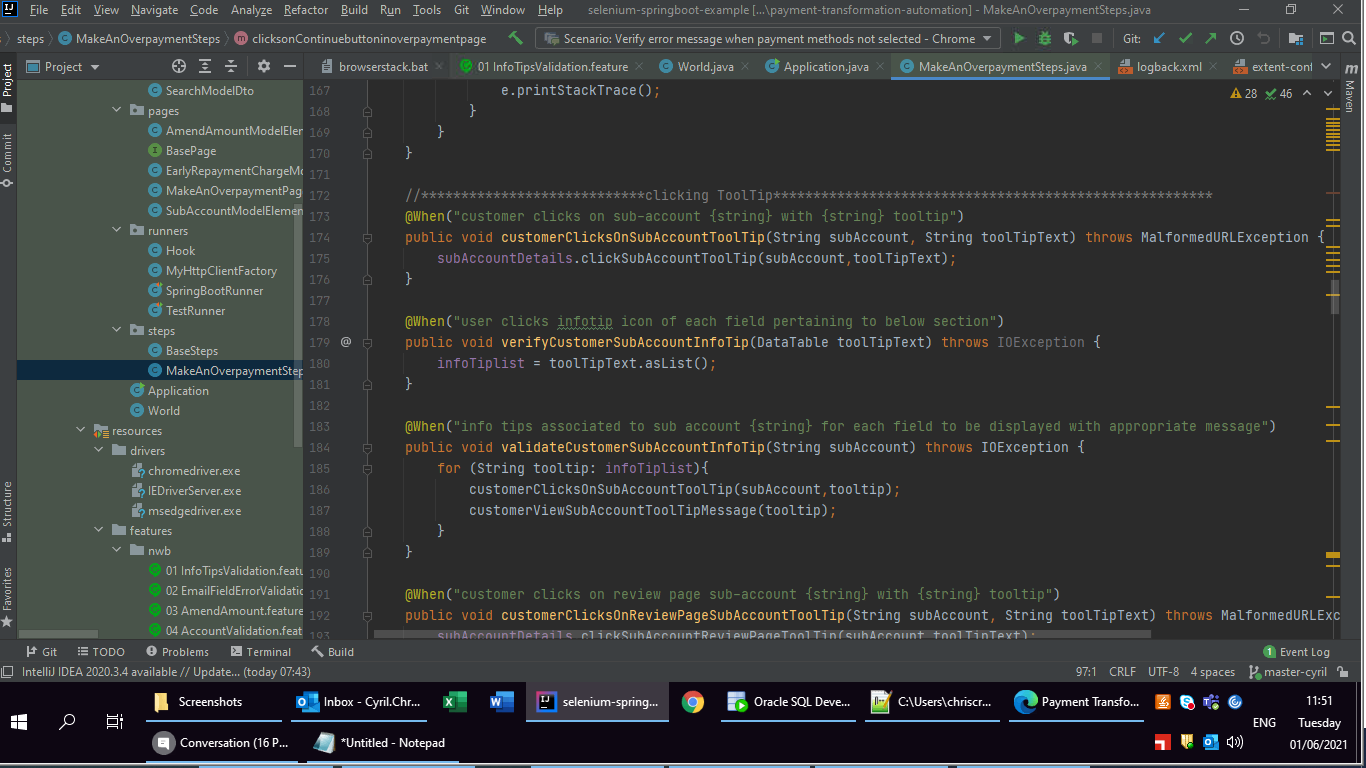 File Edit View Navigate Code Analyze Refactor Build Run Tools Git Window Help selenium-springboot-example [...\payment-transformation-automation] - MakeAnOverpaymentSteps.java
steps MakeAnOverpaymentSteps clicksonContinuebuttoninoverpaymentpage Scenario: Verify error message when payment methods not selected - Chrome Git:
Project browserstack.bat 01 InfoTipsValidation.feature World.java Application.java MakeAnOverpaymentSteps.java logback.xml extent-conf
Project
Commit
Structure
Favorites
Maven
28 46
SearchModelDto
pages
AmendAmountModelElem
BasePage
EarlyRepaymentChargeMo
MakeAnOverpaymentPag
SubAccountModelElemen
runners
Hook
MyHttpClientFactory
SpringBootRunner
TestRunner
steps
BaseSteps
MakeAnOverpaymentStep
Application
World
resources
drivers
chromedriver.exe
IEDriverServer.exe
msedgedriver.exe
features
nwb
01 InfoTipsValidation.featu
02 EmailFieldErrorValidatio
03 AmendAmount.feature
04 AccountValidation.feat
167 e.printStackTrace();
168 }
169 }
170 }
171
172 //****************************clicking ToolTip*******************************************************
173 @When("customer clicks on sub-account {string} with {string} tooltip")
174 public void customerClicksOnSubAccountToolTip(String subAccount, String toolTipText) throws MalformedURLException {
175 subAccountDetails.clickSubAccountToolTip(subAccount,toolTipText);
176 }
177
178 @When("user clicks infotip icon of each field pertaining to below section")
179 @ public void verifyCustomerSubAccountInfoTip(DataTable toolTipText) throws IOException {
180 infoTiplist = toolTipText.asList();
181 }
182
183 @When("info tips associated to sub account {string} for each field to be displayed with appropriate message")
184 public void validateCustomerSubAccountInfoTip(String subAccount) throws IOException {
185 for (String tooltip: infoTiplist){
186 customerClicksOnSubAccountToolTip(subAccount,tooltip);
187 customerViewSubAccountToolTipMessage(tooltip);
188 }
189 }
190
191 @When("customer clicks on review page sub-account {string} with {string} tooltip")
192 public void customerClicksOnReviewPageSubAccountToolTip(String subAccount, String toolTipText) throws MalformedURLExc
193 subAccountDetails.clickSubAccountReviewPageToolTip(subAccount,toolTipText);
Git TODO Problems Terminal Build 1 Event Log
IntelliJ IDEA 2020.3.4 available // Update... (today 07:43) 97:1 CRLF UTF-8 4 spaces master-cyril
Screenshots Inbox - Cyril.Chr... selenium-spring... Oracle SQL Deve... C:\Users\chriscr... Payment Transfo...
Conversation (16 P... *Untitled - Notepad
ENG
11:51
Tuesday
01/06/2021